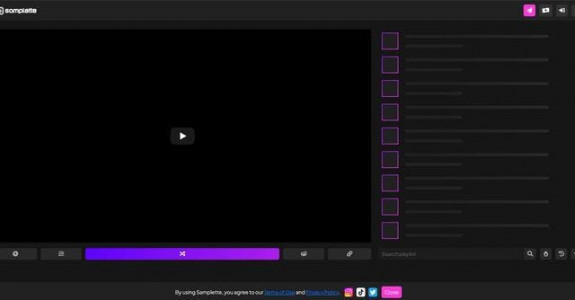 samplette
Search playlist
By using Samplette, you agree to our Terms of Use and Privacy Policy.
Close